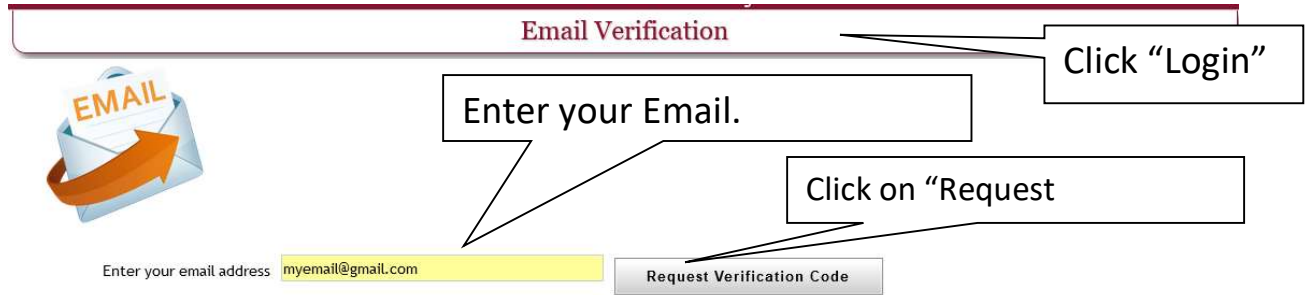 Email Verification
Click “Login”
EMAIL
Enter your Email.
Click on “Request
Enter your email address myemail@gmail.com Request Verification Code